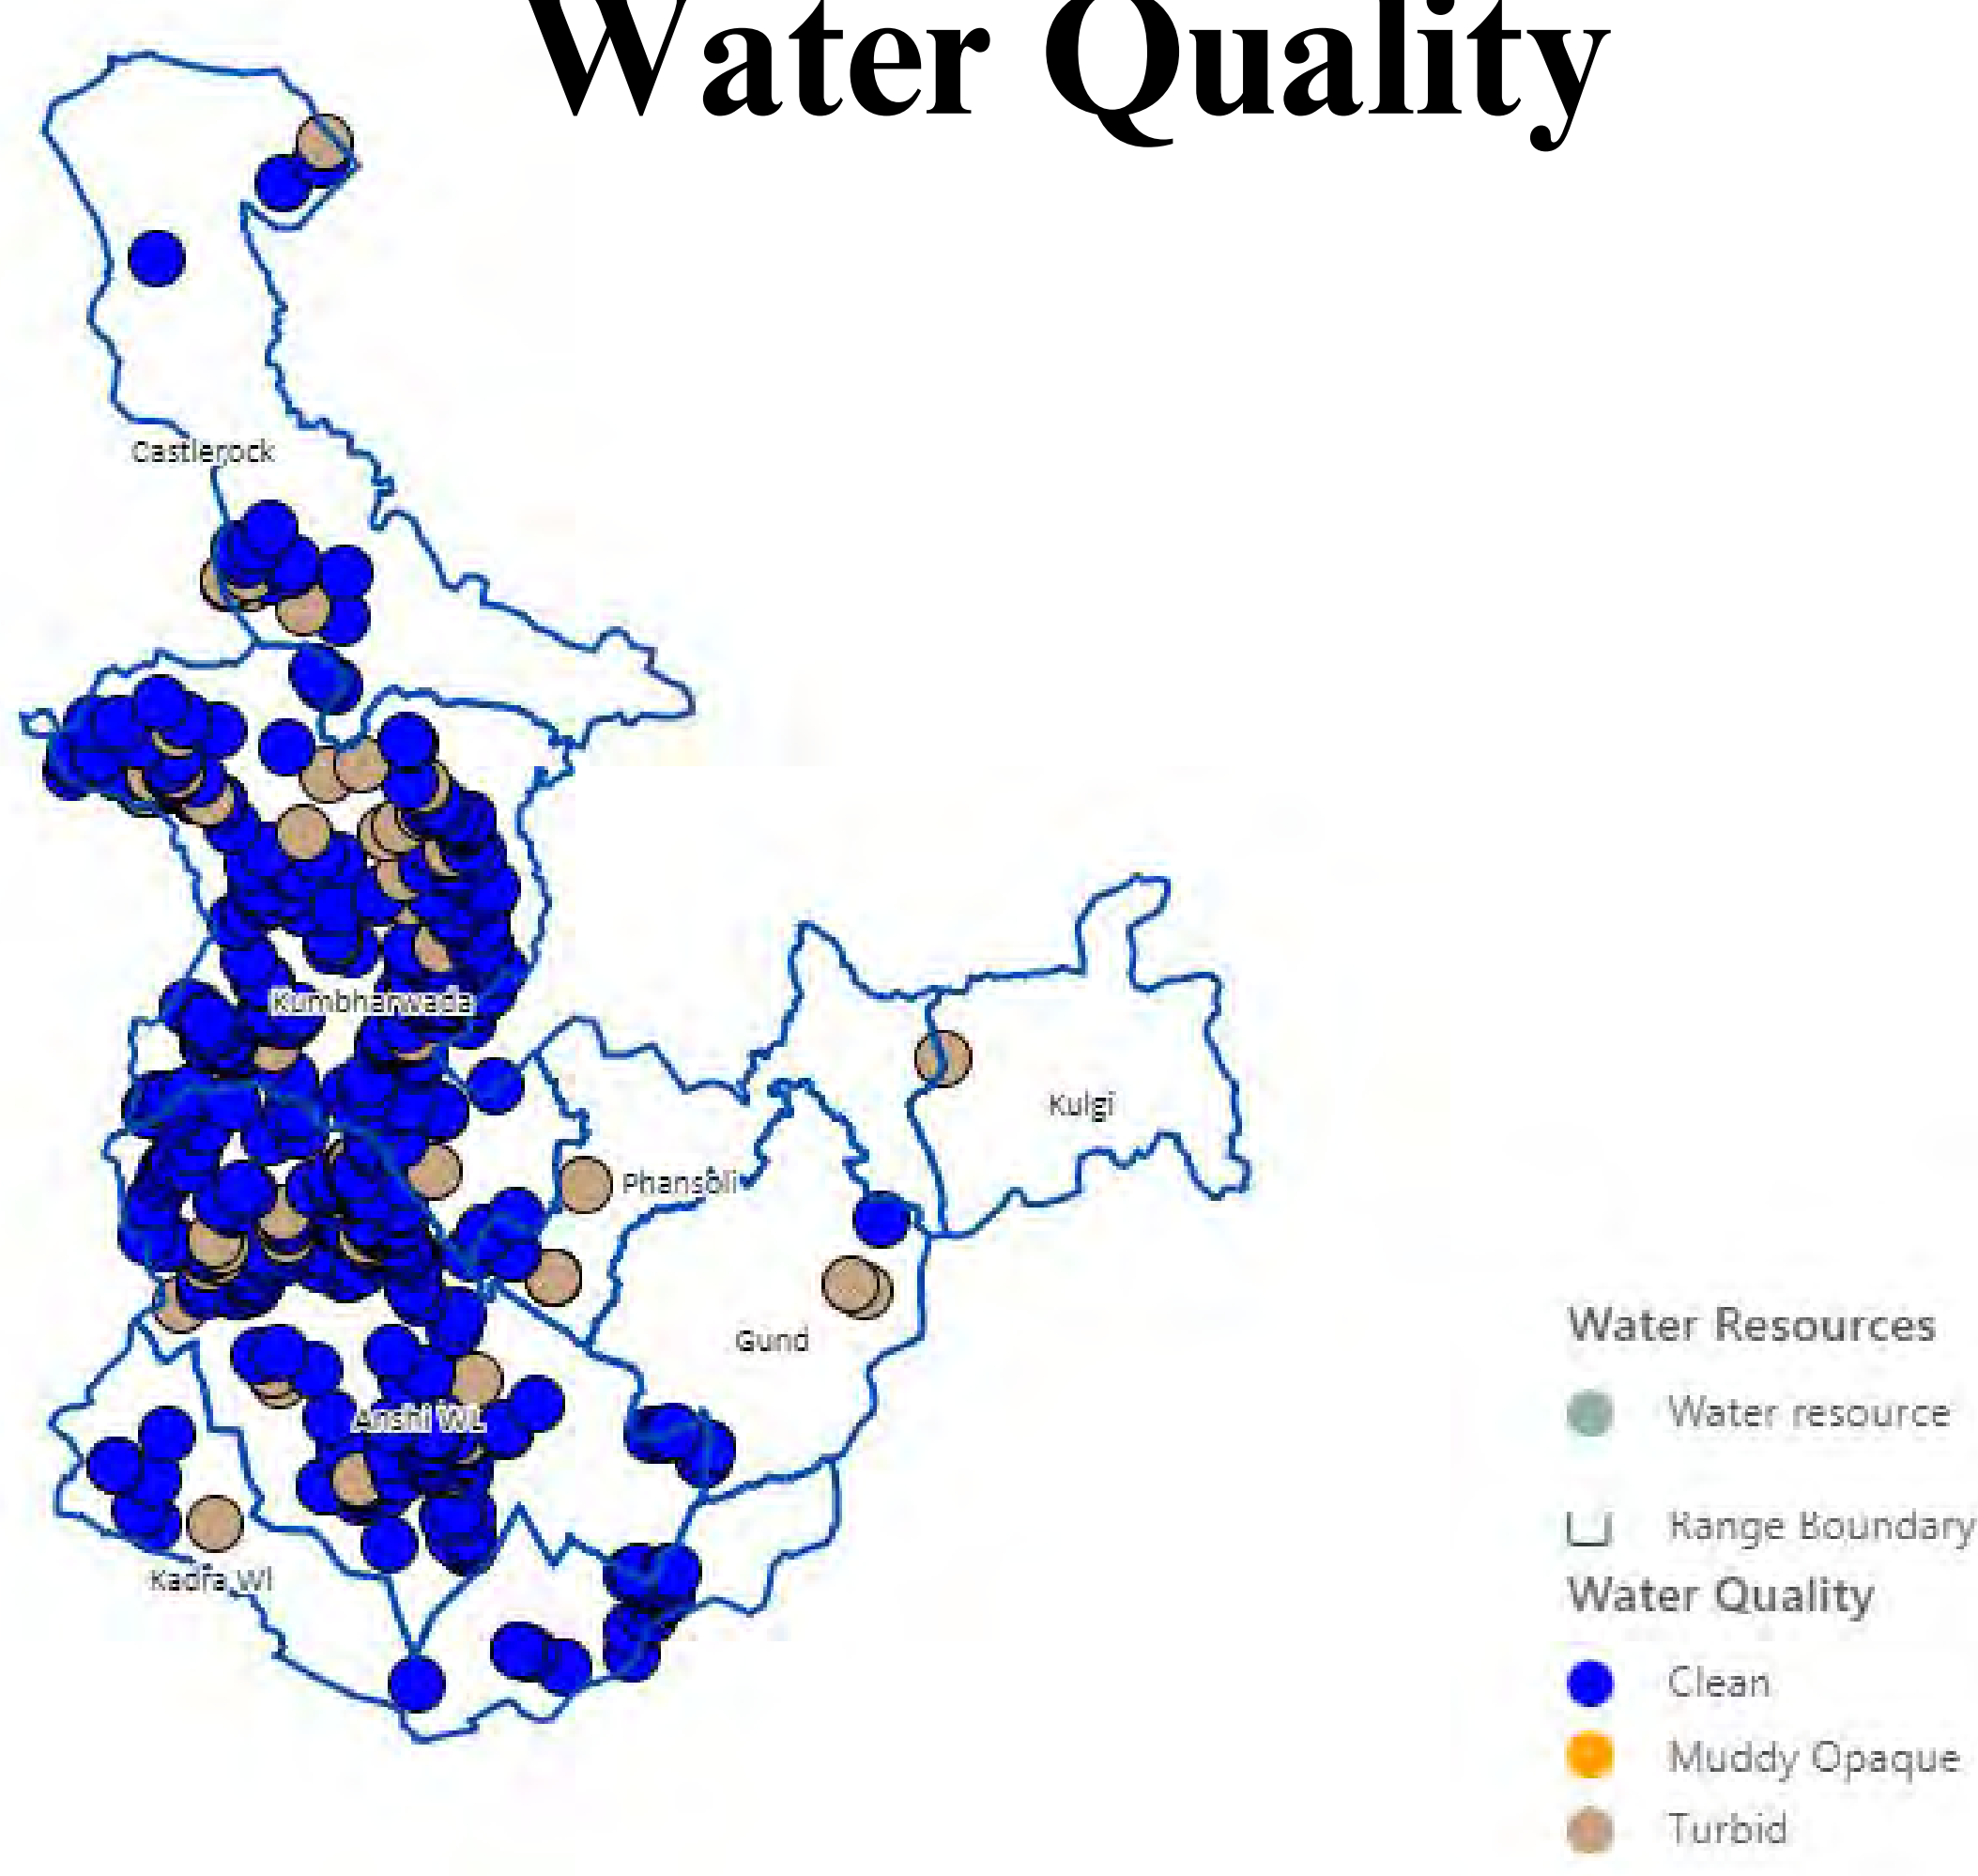 Water Quality
Castlerock
Kumbharwada
Kulgi
Phansoli
Gund
Anshi WL
Kadra Wl
Water Resources
Water resource
Range Boundary
Water Quality
Clean
Muddy Opaque
Turbid